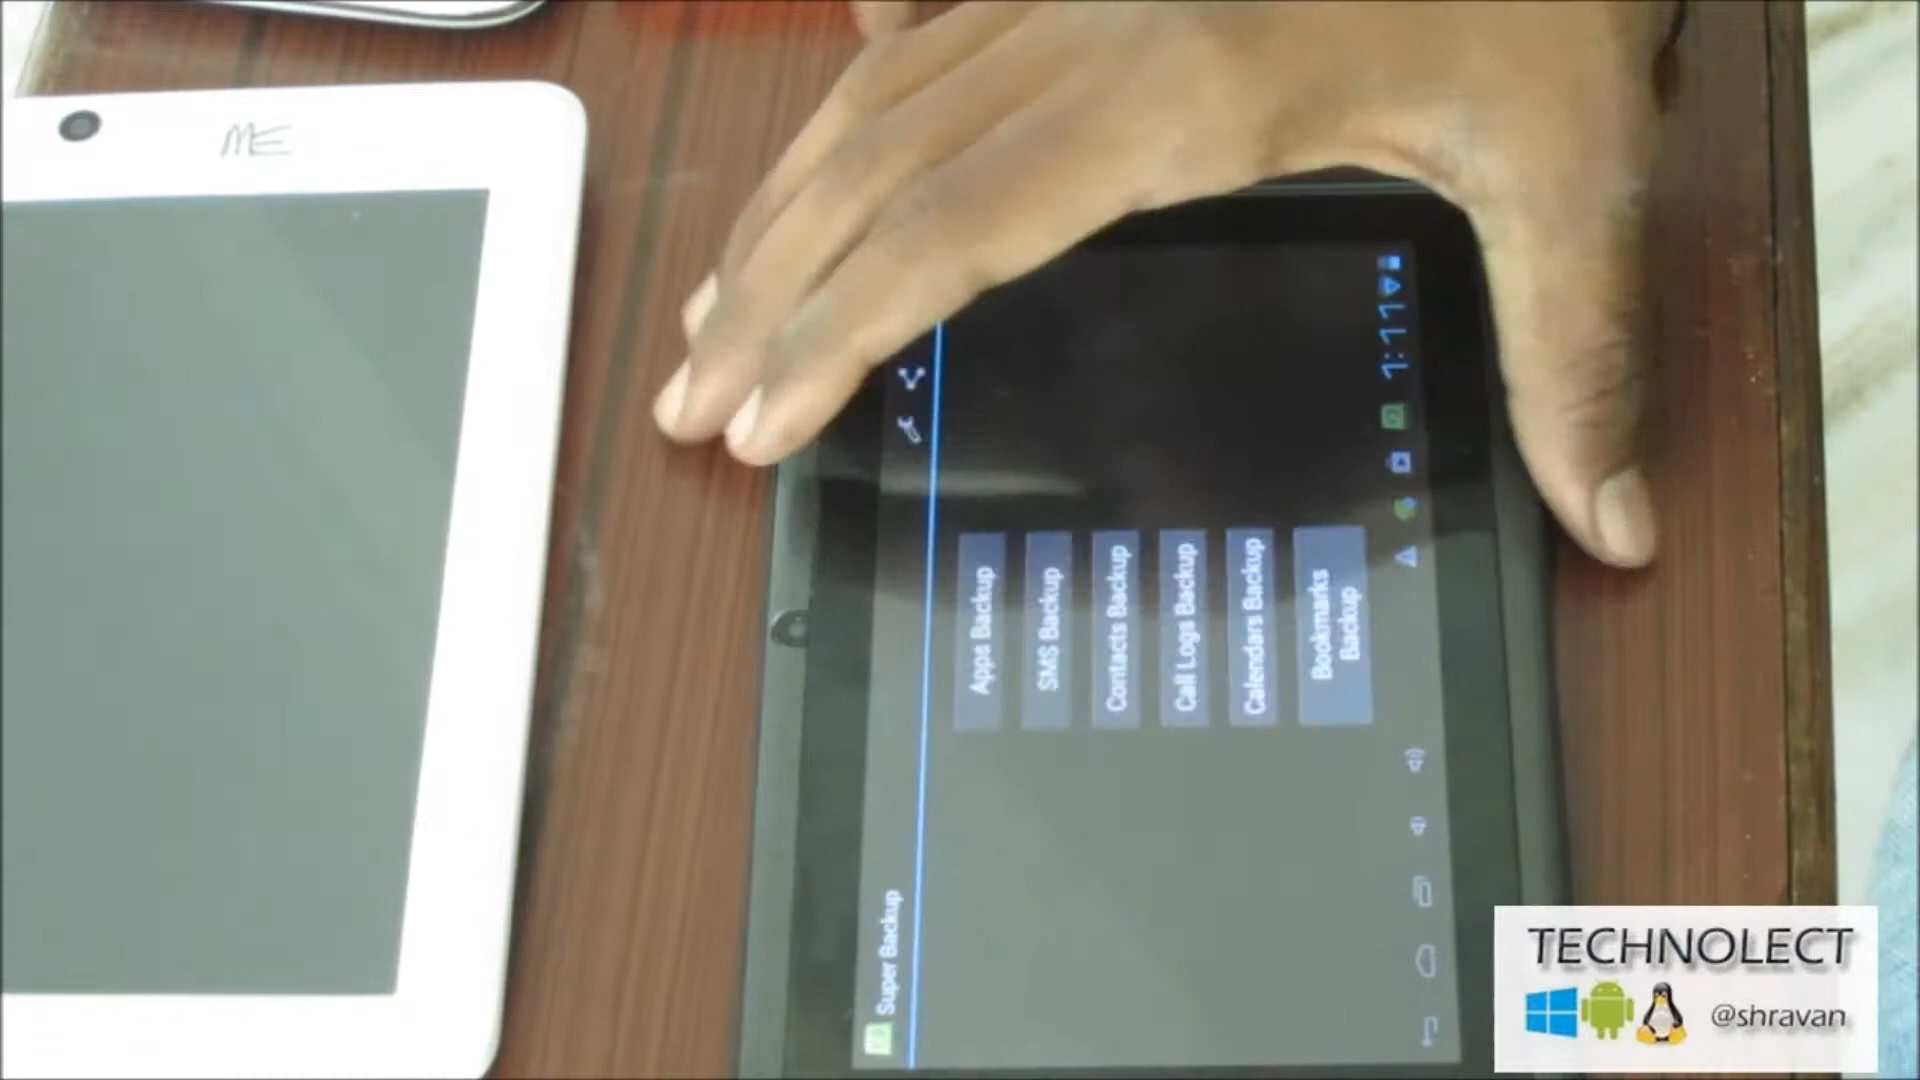 ME
Super Backup
Apps Backup
SMS Backup
Contacts Backup
Call Logs Backup
Calendars Backup
Bookmarks
Backup
1:11
TECHNOLECT
@shravan